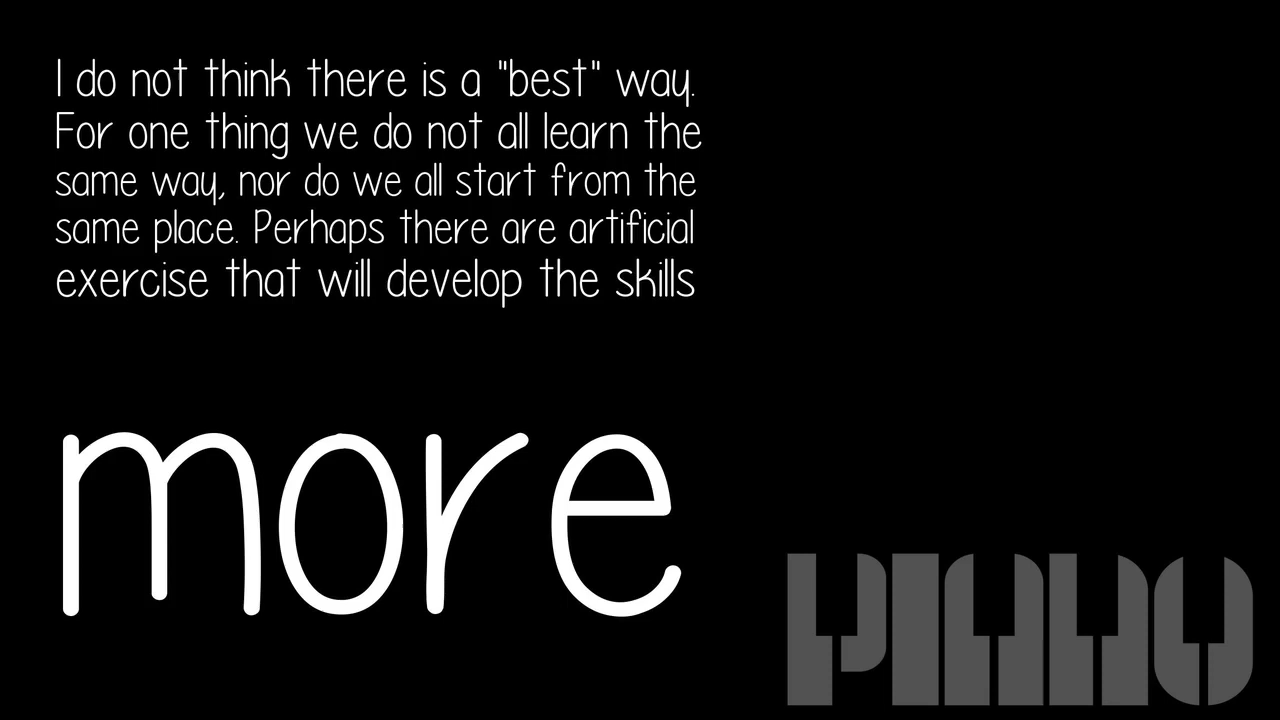 I do not think there is a "best" way.
For one thing we do not all learn the
same way, nor do we all start from the
same place. Perhaps there are artificial
exercise that will develop the skills
more
PIANO